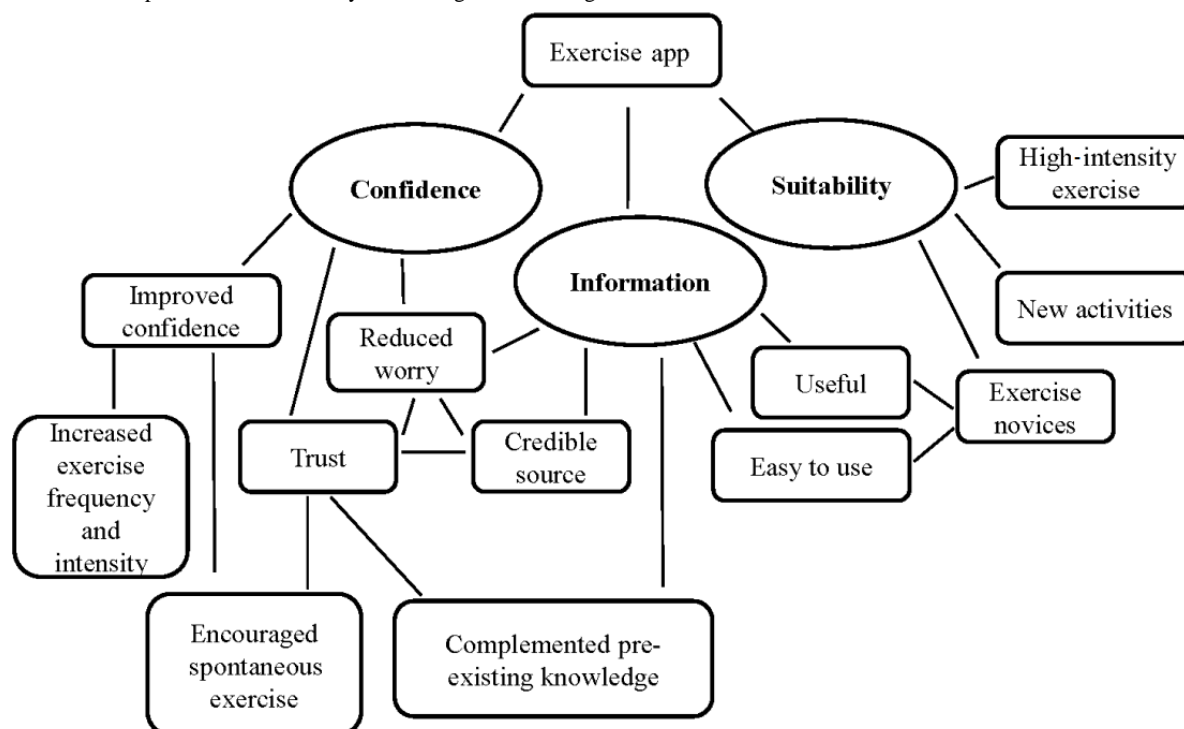 Exercise app
Confidence
Suitability
High-intensity
exercise
Information
Improved
confidence
New activities
Reduced
worry
Useful
Exercise
novices
Increased
exercise
frequency
and
intensity
Trust
Credible
source
Easy to use
Encouraged
spontaneous
exercise
Complemented pre-
existing knowledge